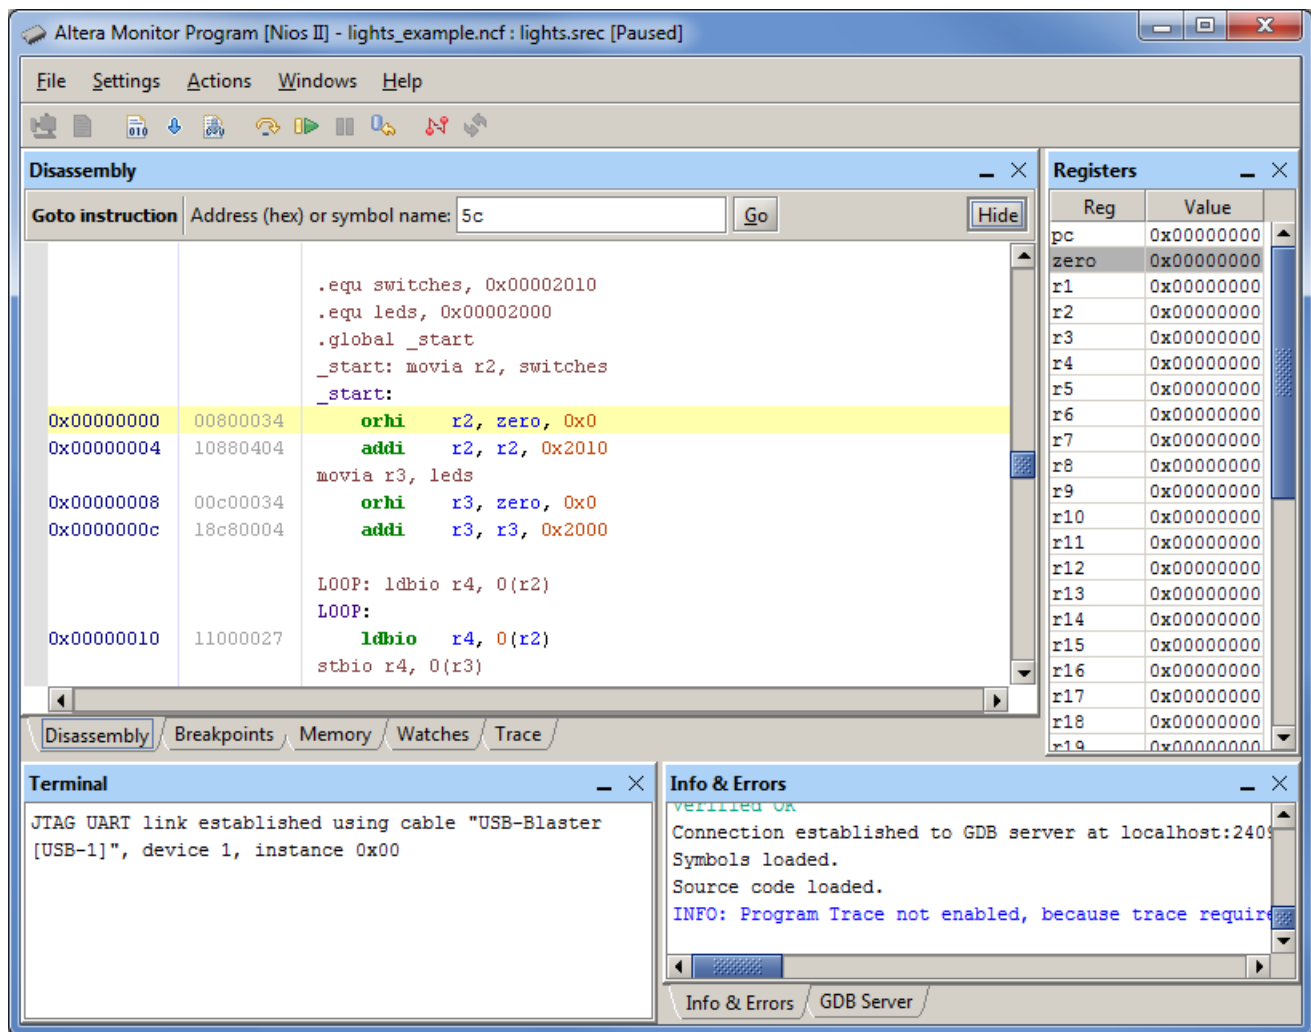 Altera Monitor Program [Nios II] - lights_example.ncf : lights.srec [Paused]
File Settings Actions Windows Help
Disassembly
Goto instruction Address (hex) or symbol name: 5c Go Hide
.equ switches, 0x00002010
.equ leds, 0x00002000
.global _start
_start: movia r2, switches
_start:
0x00000000 00800034 orhi r2, zero, 0x0
0x00000004 10880404 addi r2, r2, 0x2010
movia r3, leds
0x00000008 00c00034 orhi r3, zero, 0x0
0x0000000c 18c80004 addi r3, r3, 0x2000
LOOP: ldbio r4, 0(r2)
LOOP:
0x00000010 11000027 ldbio r4, 0(r2)
stbio r4, 0(r3)
Disassembly Breakpoints Memory Watches Trace
Registers
Reg Value
pc 0x00000000
zero 0x00000000
r1 0x00000000
r2 0x00000000
r3 0x00000000
r4 0x00000000
r5 0x00000000
r6 0x00000000
r7 0x00000000
r8 0x00000000
r9 0x00000000
r10 0x00000000
r11 0x00000000
r12 0x00000000
r13 0x00000000
r14 0x00000000
r15 0x00000000
r16 0x00000000
r17 0x00000000
r18 0x00000000
r19 0x00000000
Terminal
JTAG UART link established using cable "USB-Blaster
[USB-1]", device 1, instance 0x00
Info & Errors
Verified OK
Connection established to GDB server at localhost:2409
Symbols loaded.
Source code loaded.
INFO: Program Trace not enabled, because trace require
Info & Errors GDB Server